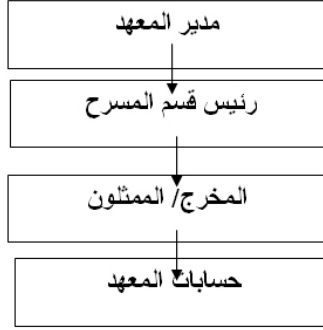 مدير المعهد
رئيس قسم المسرح
المخرج/ الممثلون
حسابات المعهد